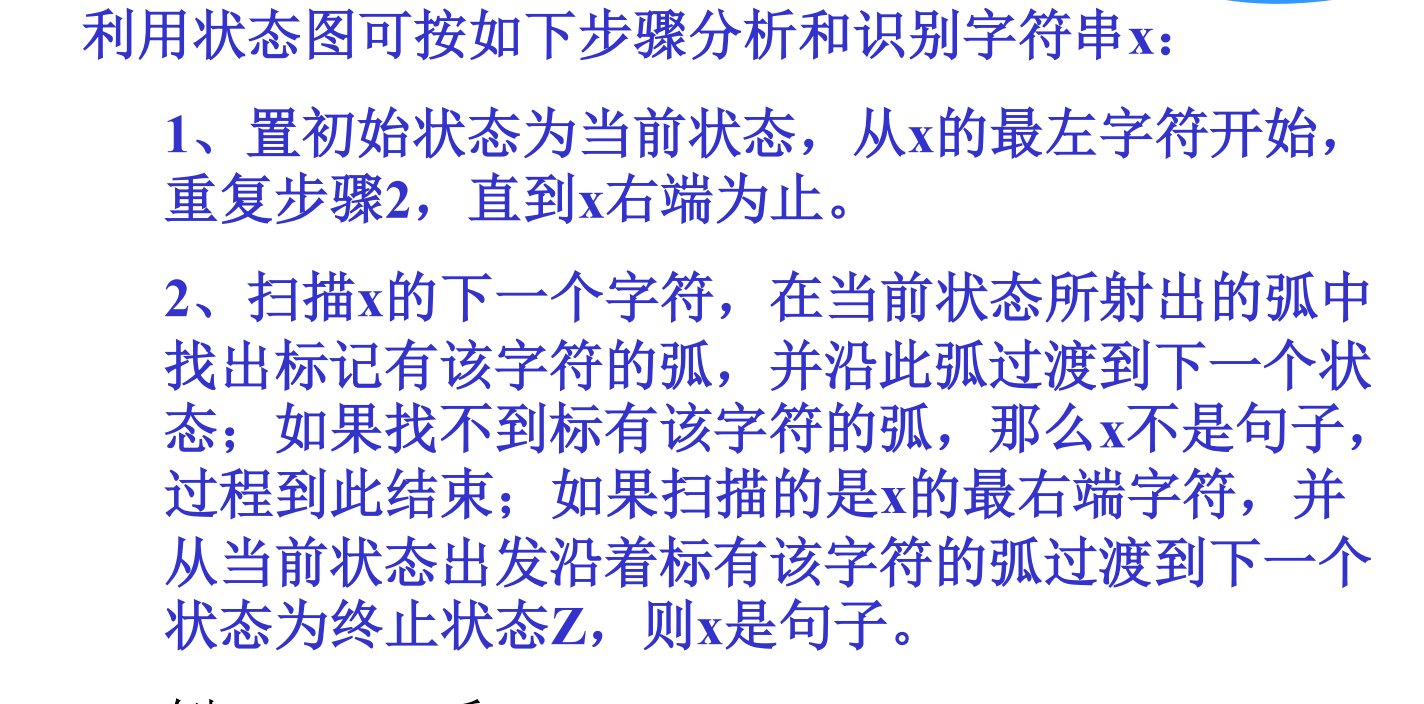 利用状态图可按如下步骤分析和识别字符串x：
1、置初始状态为当前状态，从x的最左字符开始，
重复步骤2，直到x右端为止。
2、扫描x的下一个字符，在当前状态所射出的弧中
找出标记有该字符的弧，并沿此弧过渡到下一个状
态；如果找不到标有该字符的弧，那么x不是句子，
过程到此结束；如果扫描的是x的最右端字符，并
从当前状态出发沿着标有该字符的弧过渡到下一个
状态为终止状态Z，则x是句子。